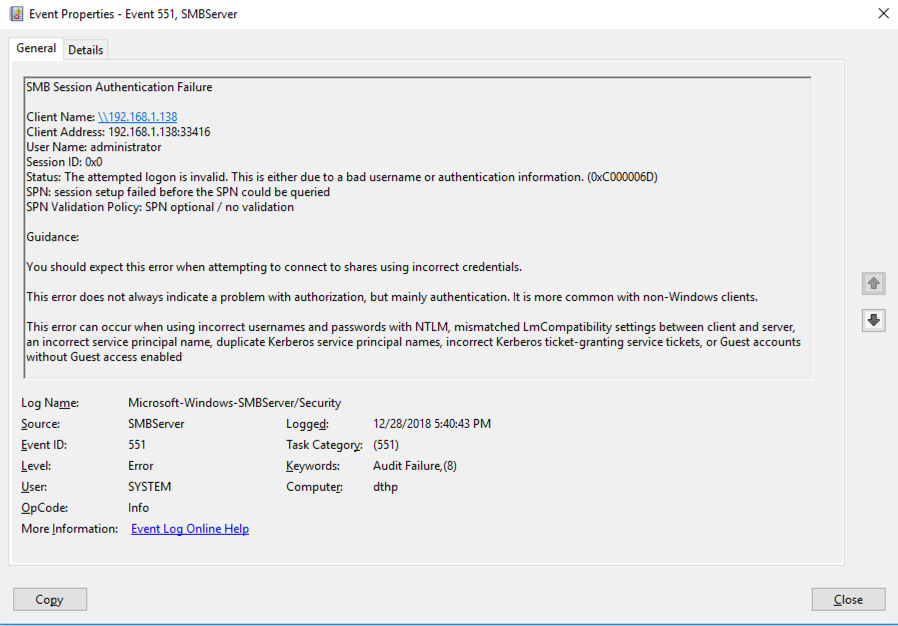 Event Properties - Event 551, SMBServer
General Details
SMB Session Authentication Failure
Client Name: \\192.168.1.138
Client Address: 192.168.1.138:33416
User Name: administrator
Session ID: 0x0
Status: The attempted logon is invalid. This is either due to a bad username or authentication information. (0xC000006D)
SPN: session setup failed before the SPN could be queried
SPN Validation Policy: SPN optional / no validation
Guidance:
You should expect this error when attempting to connect to shares using incorrect credentials.
This error does not always indicate a problem with authorization, but mainly authentication. It is more common with non-Windows clients.
This error can occur when using incorrect usernames and passwords with NTLM, mismatched LmCompatibility settings between client and server,
an incorrect service principal name, duplicate Kerberos service principal names, incorrect Kerberos ticket-granting service tickets, or Guest accounts
without Guest access enabled
Log Name: Microsoft-Windows-SMBServer/Security
Source: SMBServer Logged: 12/28/2018 5:40:43 PM
Event ID: 551 Task Category: (551)
Level: Error Keywords: Audit Failure,(8)
User: SYSTEM Computer: dthp
OpCode: Info
More Information: Event Log Online Help
Copy Close